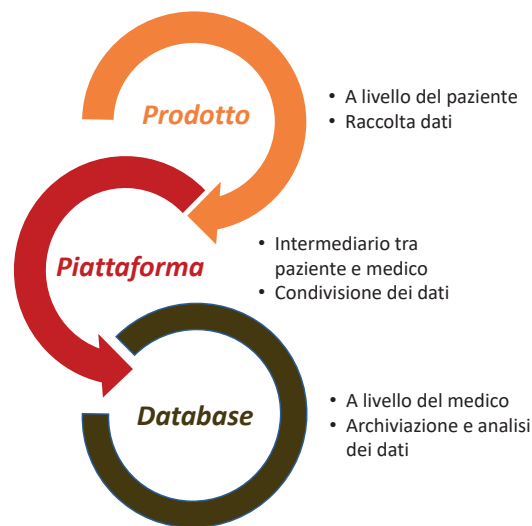 Prodotto
• A livello del paziente
• Raccolta dati
Piattaforma
• Intermediario tra
paziente e medico
• Condivisione dei dati
Database
• A livello del medico
• Archiviazione e analisi
dei dati